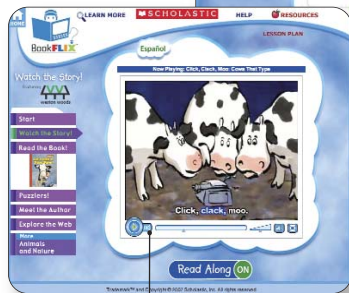 HOME
LEARN MORE
SCHOLASTIC
HELP
RESOURCES
LESSON PLAN
BookFLIX
Español
Watch the Story!
weston woods
Now Playing: Click, Clack, Moo: Cows That Type
Start
Watch the Story!
Read the Book!
Puzzlers!
Meet the Author
Explore the Web
More
Animals
and Nature
Click, clack, moo.
Read Along ON